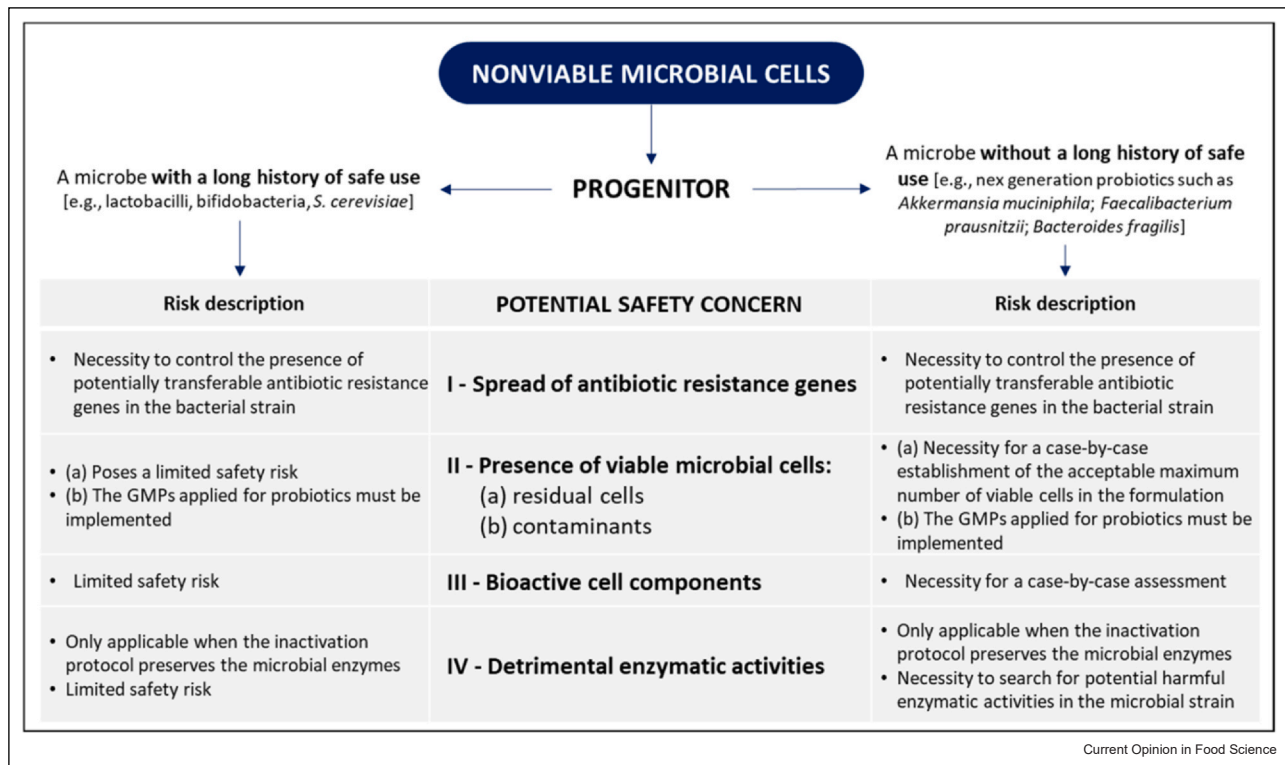 NONVIABLE MICROBIAL CELLS
A microbe with a long history of safe use
[e.g., lactobacilli, bifidobacteria, S. cerevisiae]
PROGENITOR
A microbe without a long history of safe
use [e.g., nex generation probiotics such as
Akkermansia muciniphila; Faecalibacterium
prausnitzii; Bacteroides fragilis]
Risk description
POTENTIAL SAFETY CONCERN
Risk description
• Necessity to control the presence of
potentially transferable antibiotic resistance
genes in the bacterial strain
I - Spread of antibiotic resistance genes
• Necessity to control the presence of
potentially transferable antibiotic
resistance genes in the bacterial strain
• (a) Poses a limited safety risk
• (b) The GMPs applied for probiotics must be
implemented
II - Presence of viable microbial cells:
(a) residual cells
(b) contaminants
• (a) Necessity for a case-by-case
establishment of the acceptable maximum
number of viable cells in the formulation
• (b) The GMPs applied for probiotics must be
implemented
• Limited safety risk
III - Bioactive cell components
• Necessity for a case-by-case assessment
• Only applicable when the inactivation
protocol preserves the microbial enzymes
• Limited safety risk
IV - Detrimental enzymatic activities
• Only applicable when the inactivation
protocol preserves the microbial enzymes
• Necessity to search for potential harmful
enzymatic activities in the microbial strain
Current Opinion in Food Science